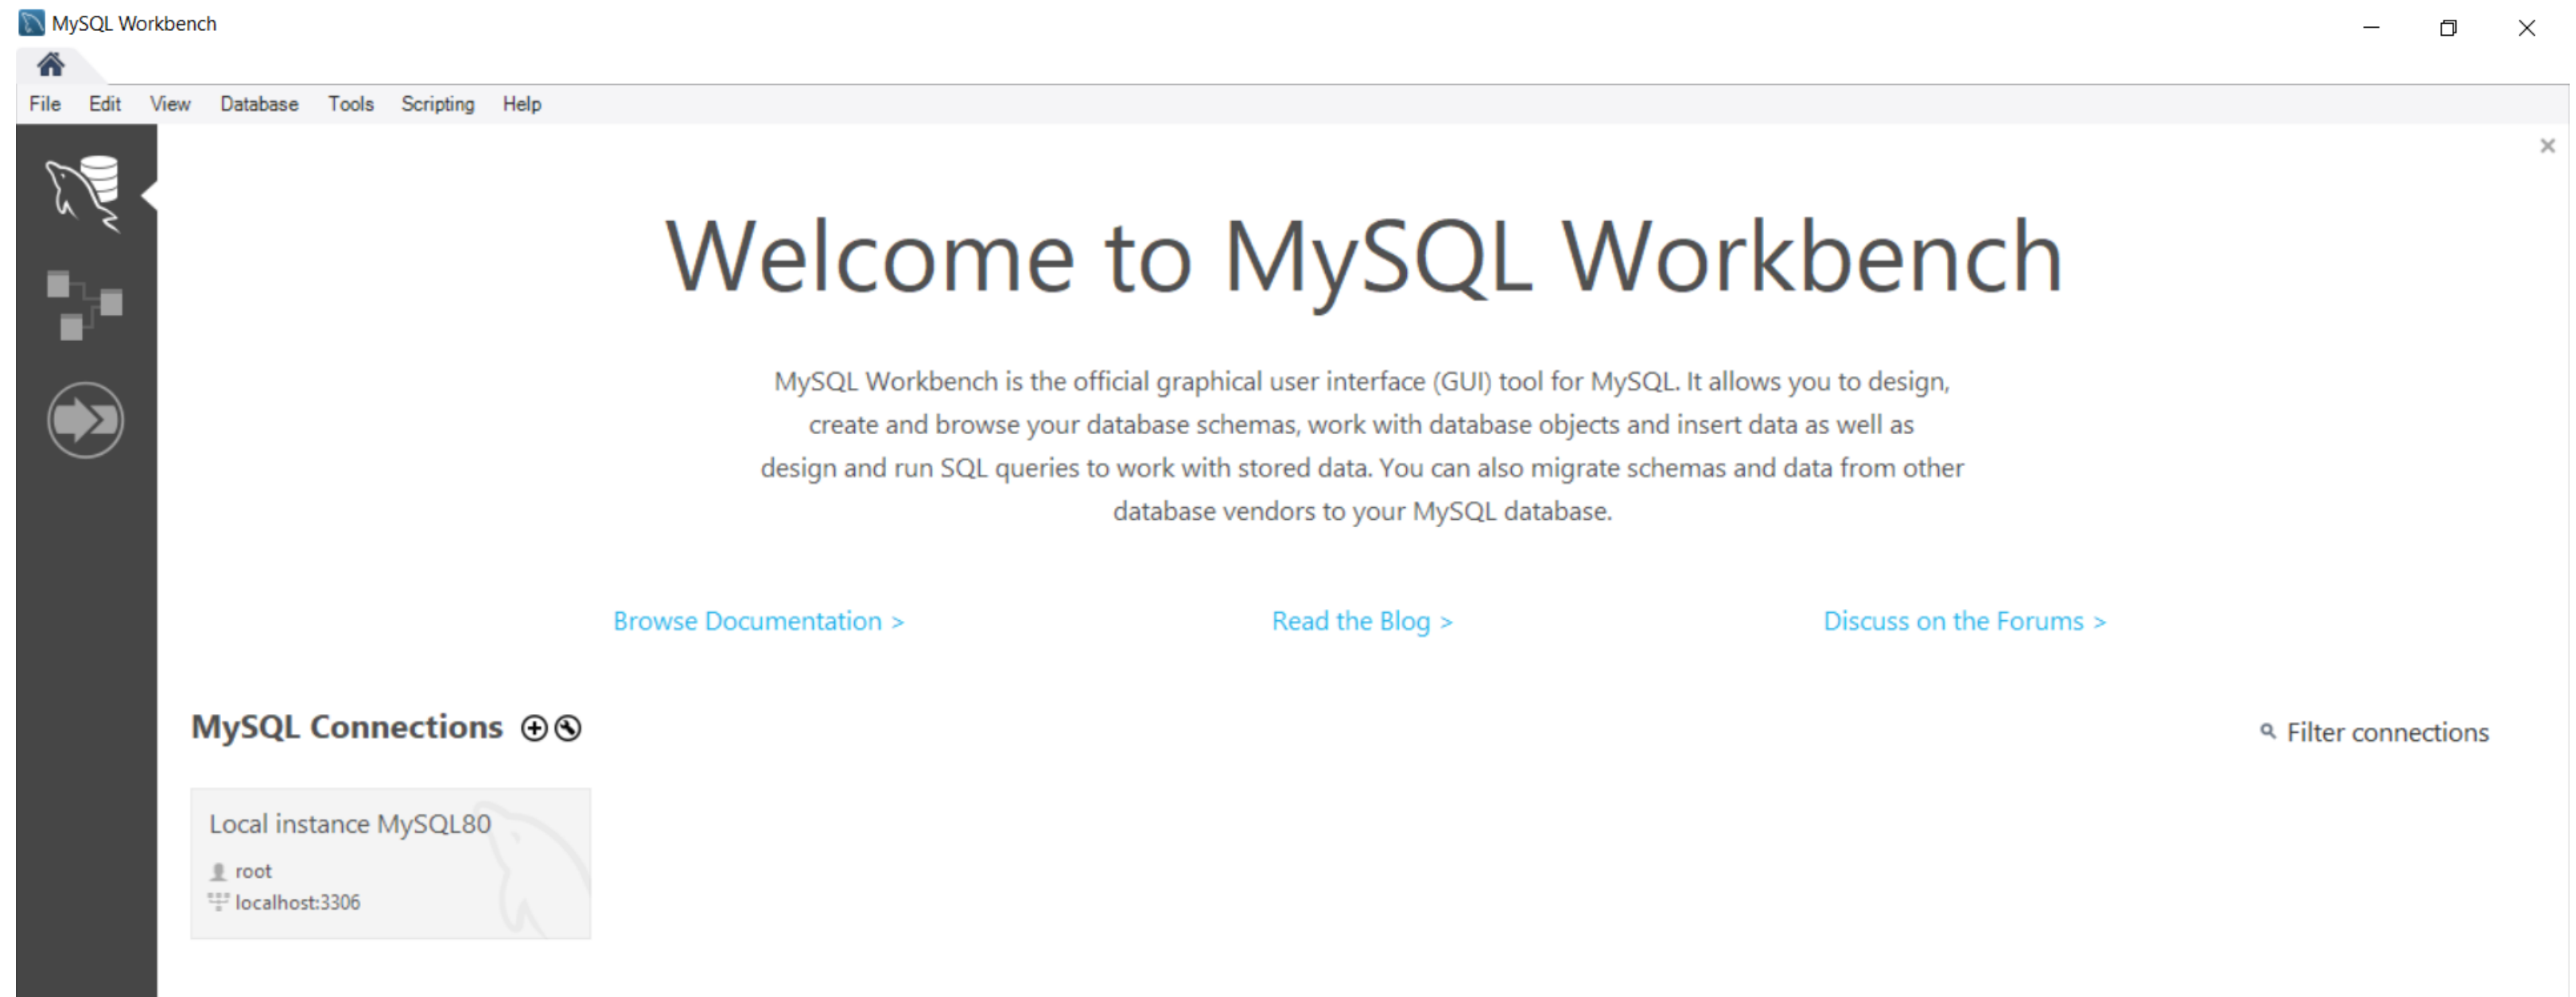 MySQL Workbench
File Edit View Database Tools Scripting Help
Welcome to MySQL Workbench
MySQL Workbench is the official graphical user interface (GUI) tool for MySQL. It allows you to design,
create and browse your database schemas, work with database objects and insert data as well as
design and run SQL queries to work with stored data. You can also migrate schemas and data from other
database vendors to your MySQL database.
Browse Documentation > Read the Blog > Discuss on the Forums >
MySQL Connections Filter connections
Local instance MySQL80
root
localhost:3306